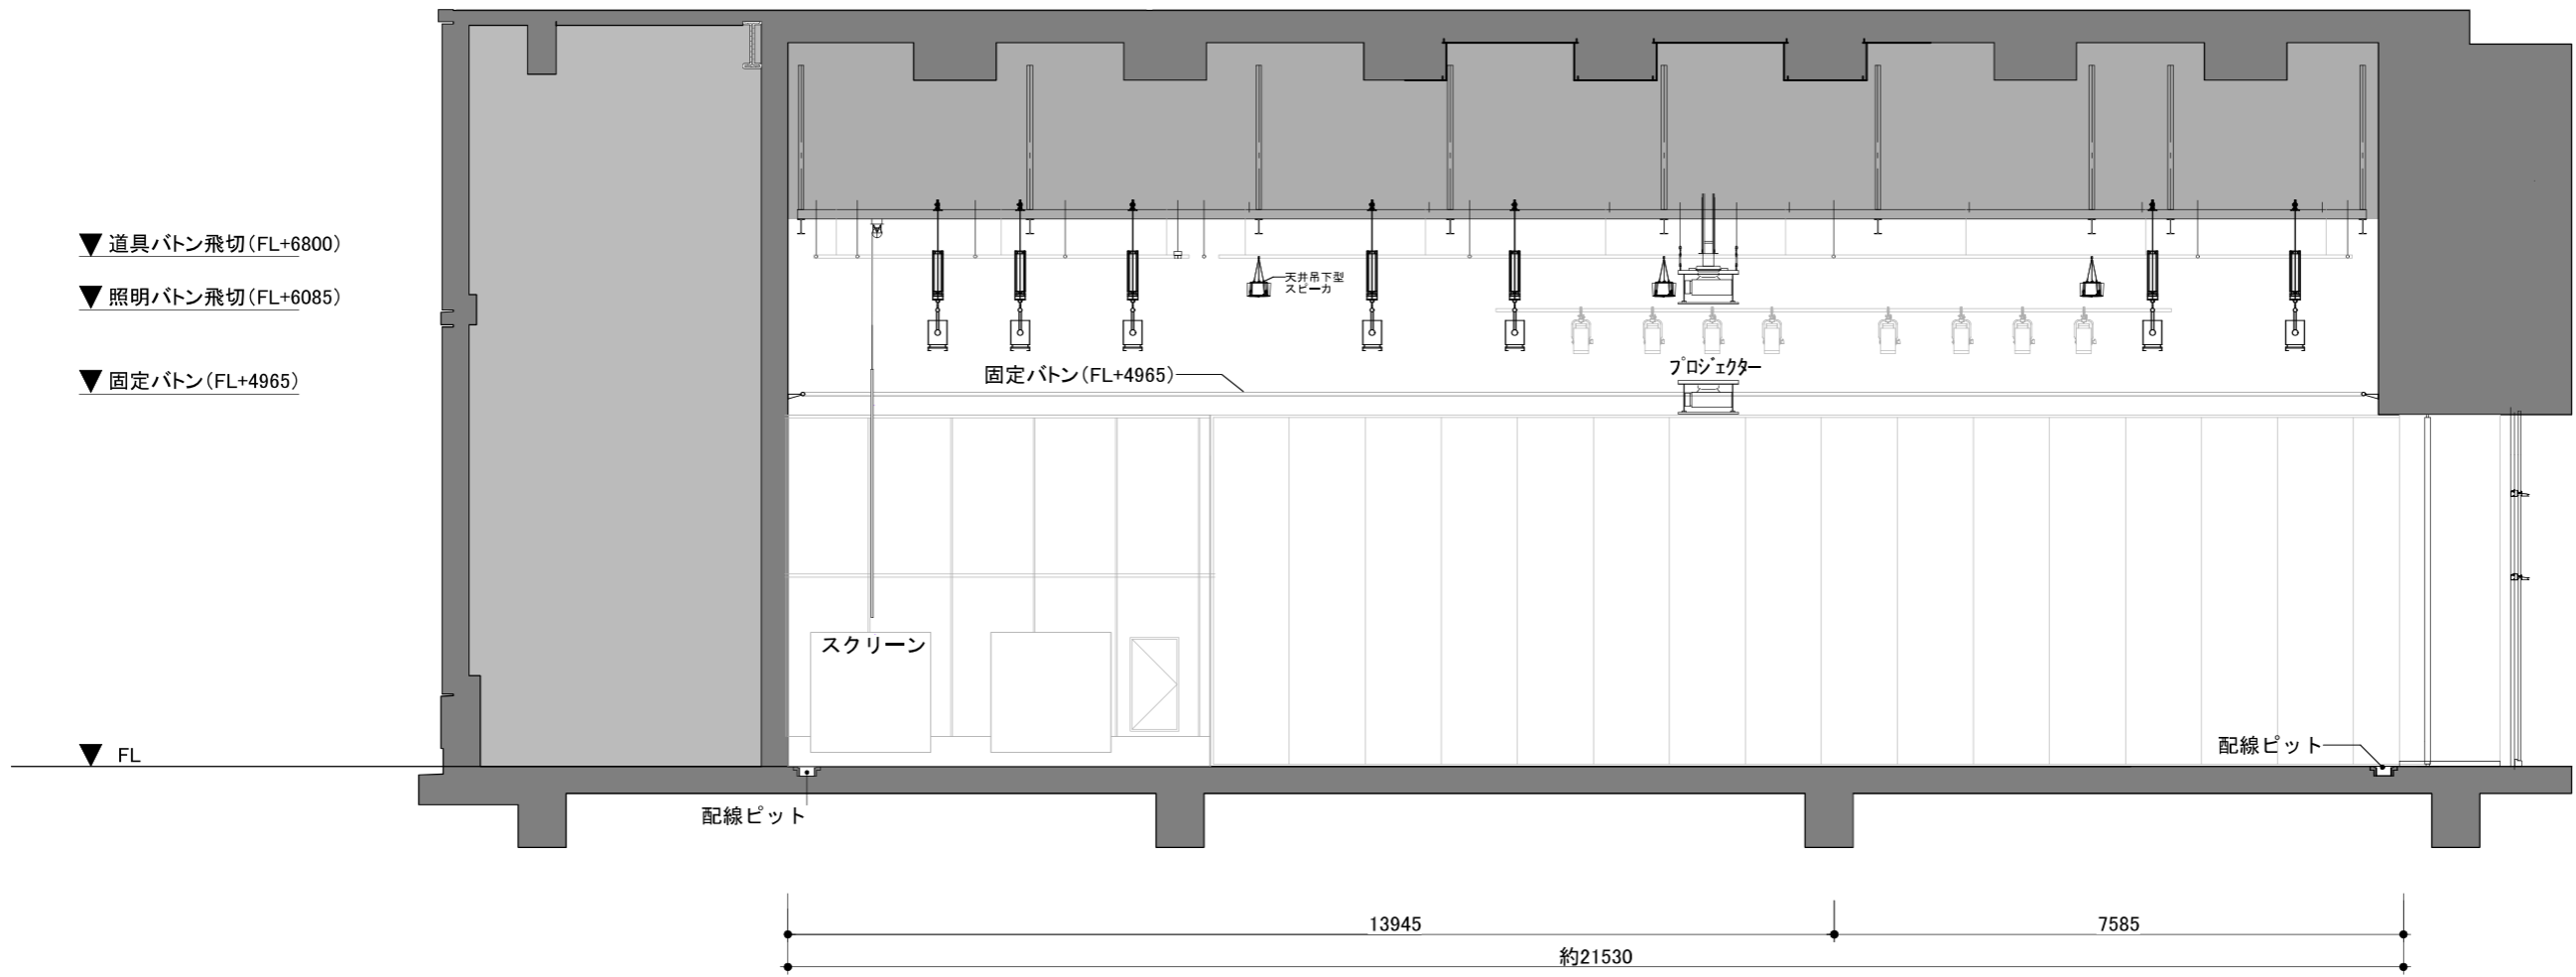 道具バトン飛切(FL+6800)
照明バトン飛切(FL+6085)
固定バトン(FL+4965)
FL
天井吊下型
スピーカ
固定バトン(FL+4965)
プロジェクター
スクリーン
配線ピット
配線ピット
13945
7585
約21530